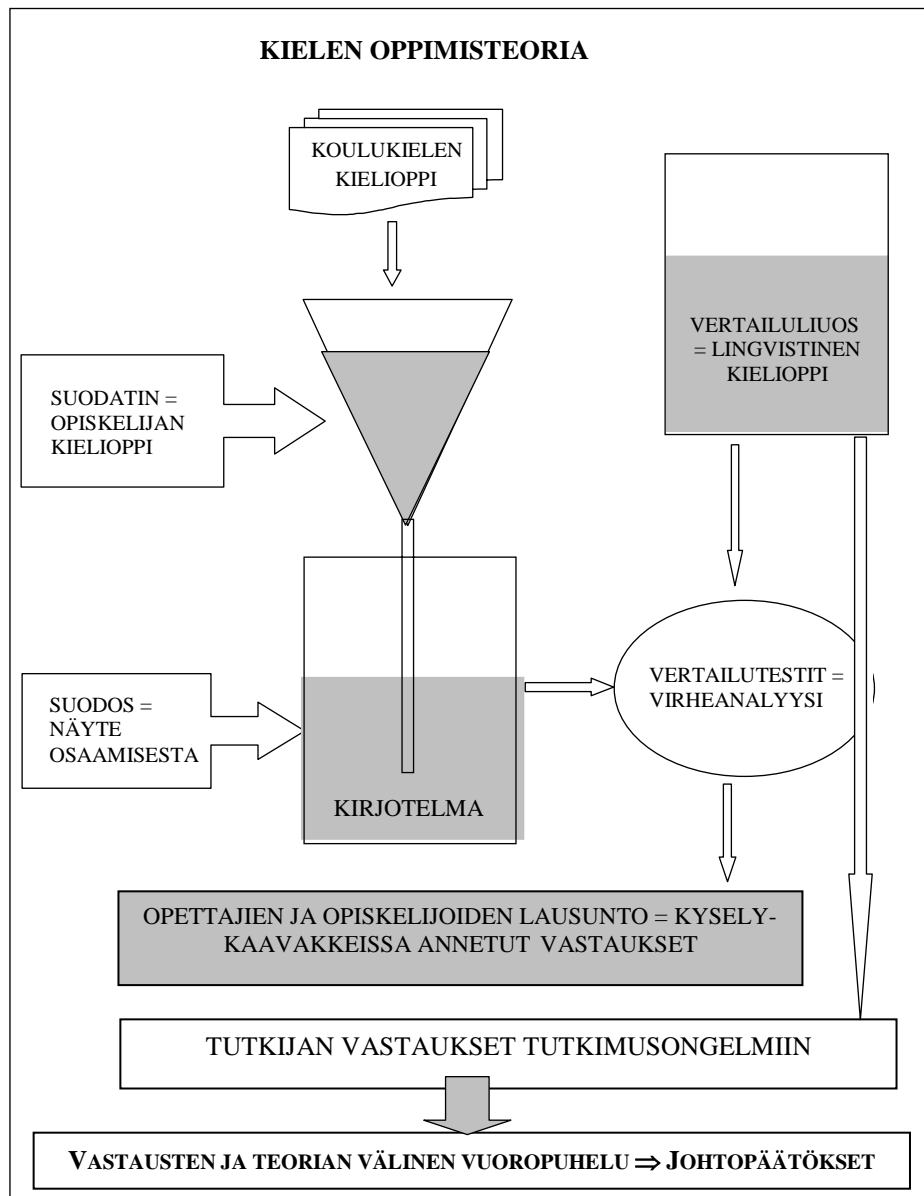 KIELEN OPPIMISTEORIA
KOULUKIELEN
KIELIOPPI
VERTAILULIUOS
= LINGVISTINEN
KIELIOPPI
SUODATIN =
OPISKELIJAN
KIELIOPPI
VERTAILUTESTIT =
VIRHEANALYYSI
SUODOS =
NÄYTE
OSAAMISESTA
KIRJOTELMA
OPETTAJIEN JA OPISKELIJOIDEN LAUSUNTO = KYSELY-
KAAVAKKEISSA ANNETUT VASTAUKSET
TUTKIJAN VASTAUKSET TUTKIMUSONGELMIIN
VASTAUSTEN JA TEORIAN VÄLINEN VUOROPUHELU ⇒ JOHTOPÄÄTÖKSET